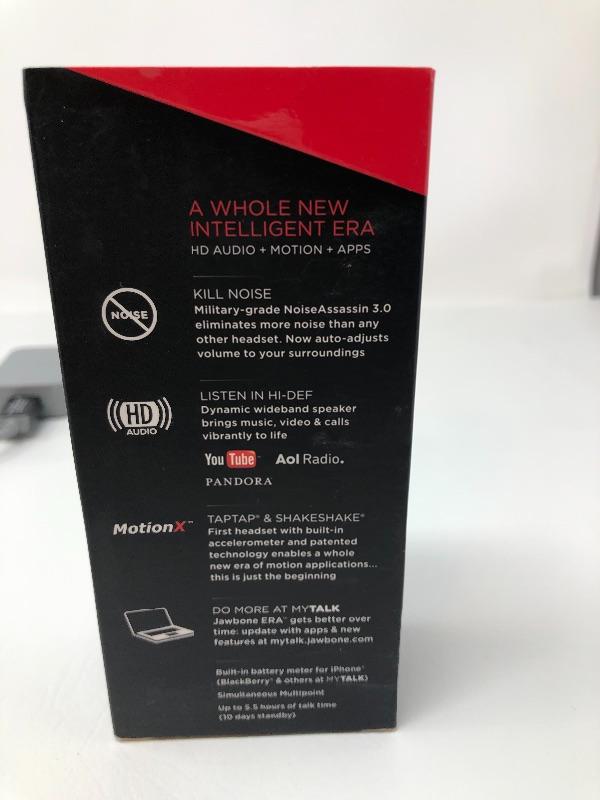 A WHOLE NEW
INTELLIGENT ERA
HD AUDIO + MOTION + APPS
NOISE
KILL NOISE
Military-grade NoiseAssassin 3.0
eliminates more noise than any
other headset. Now auto-adjusts
volume to your surroundings
HD
AUDIO
LISTEN IN HI-DEF
Dynamic wideband speaker
brings music, video & calls
vibrantly to life
YouTube Aol Radio.
PANDORA
MotionX™
TAPTAP® & SHAKESHAKE®
First headset with built-in
accelerometer and patented
technology enables a whole
new era of motion applications...
this is just the beginning
DO MORE AT MYTALK
Jawbone ERA™ gets better over
time: update with apps & new
features at mytalk.jawbone.com
Built-in battery meter for iPhone®
(BlackBerry® & others at MYTALK)
Simultaneous Multipoint
Up to 5.5 hours of talk time
(10 days standby)